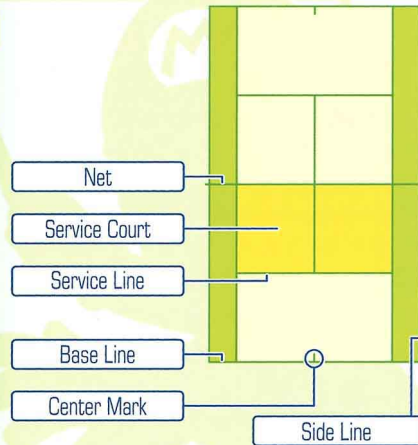 Net
Service Court
Service Line
Base Line
Center Mark
Side Line